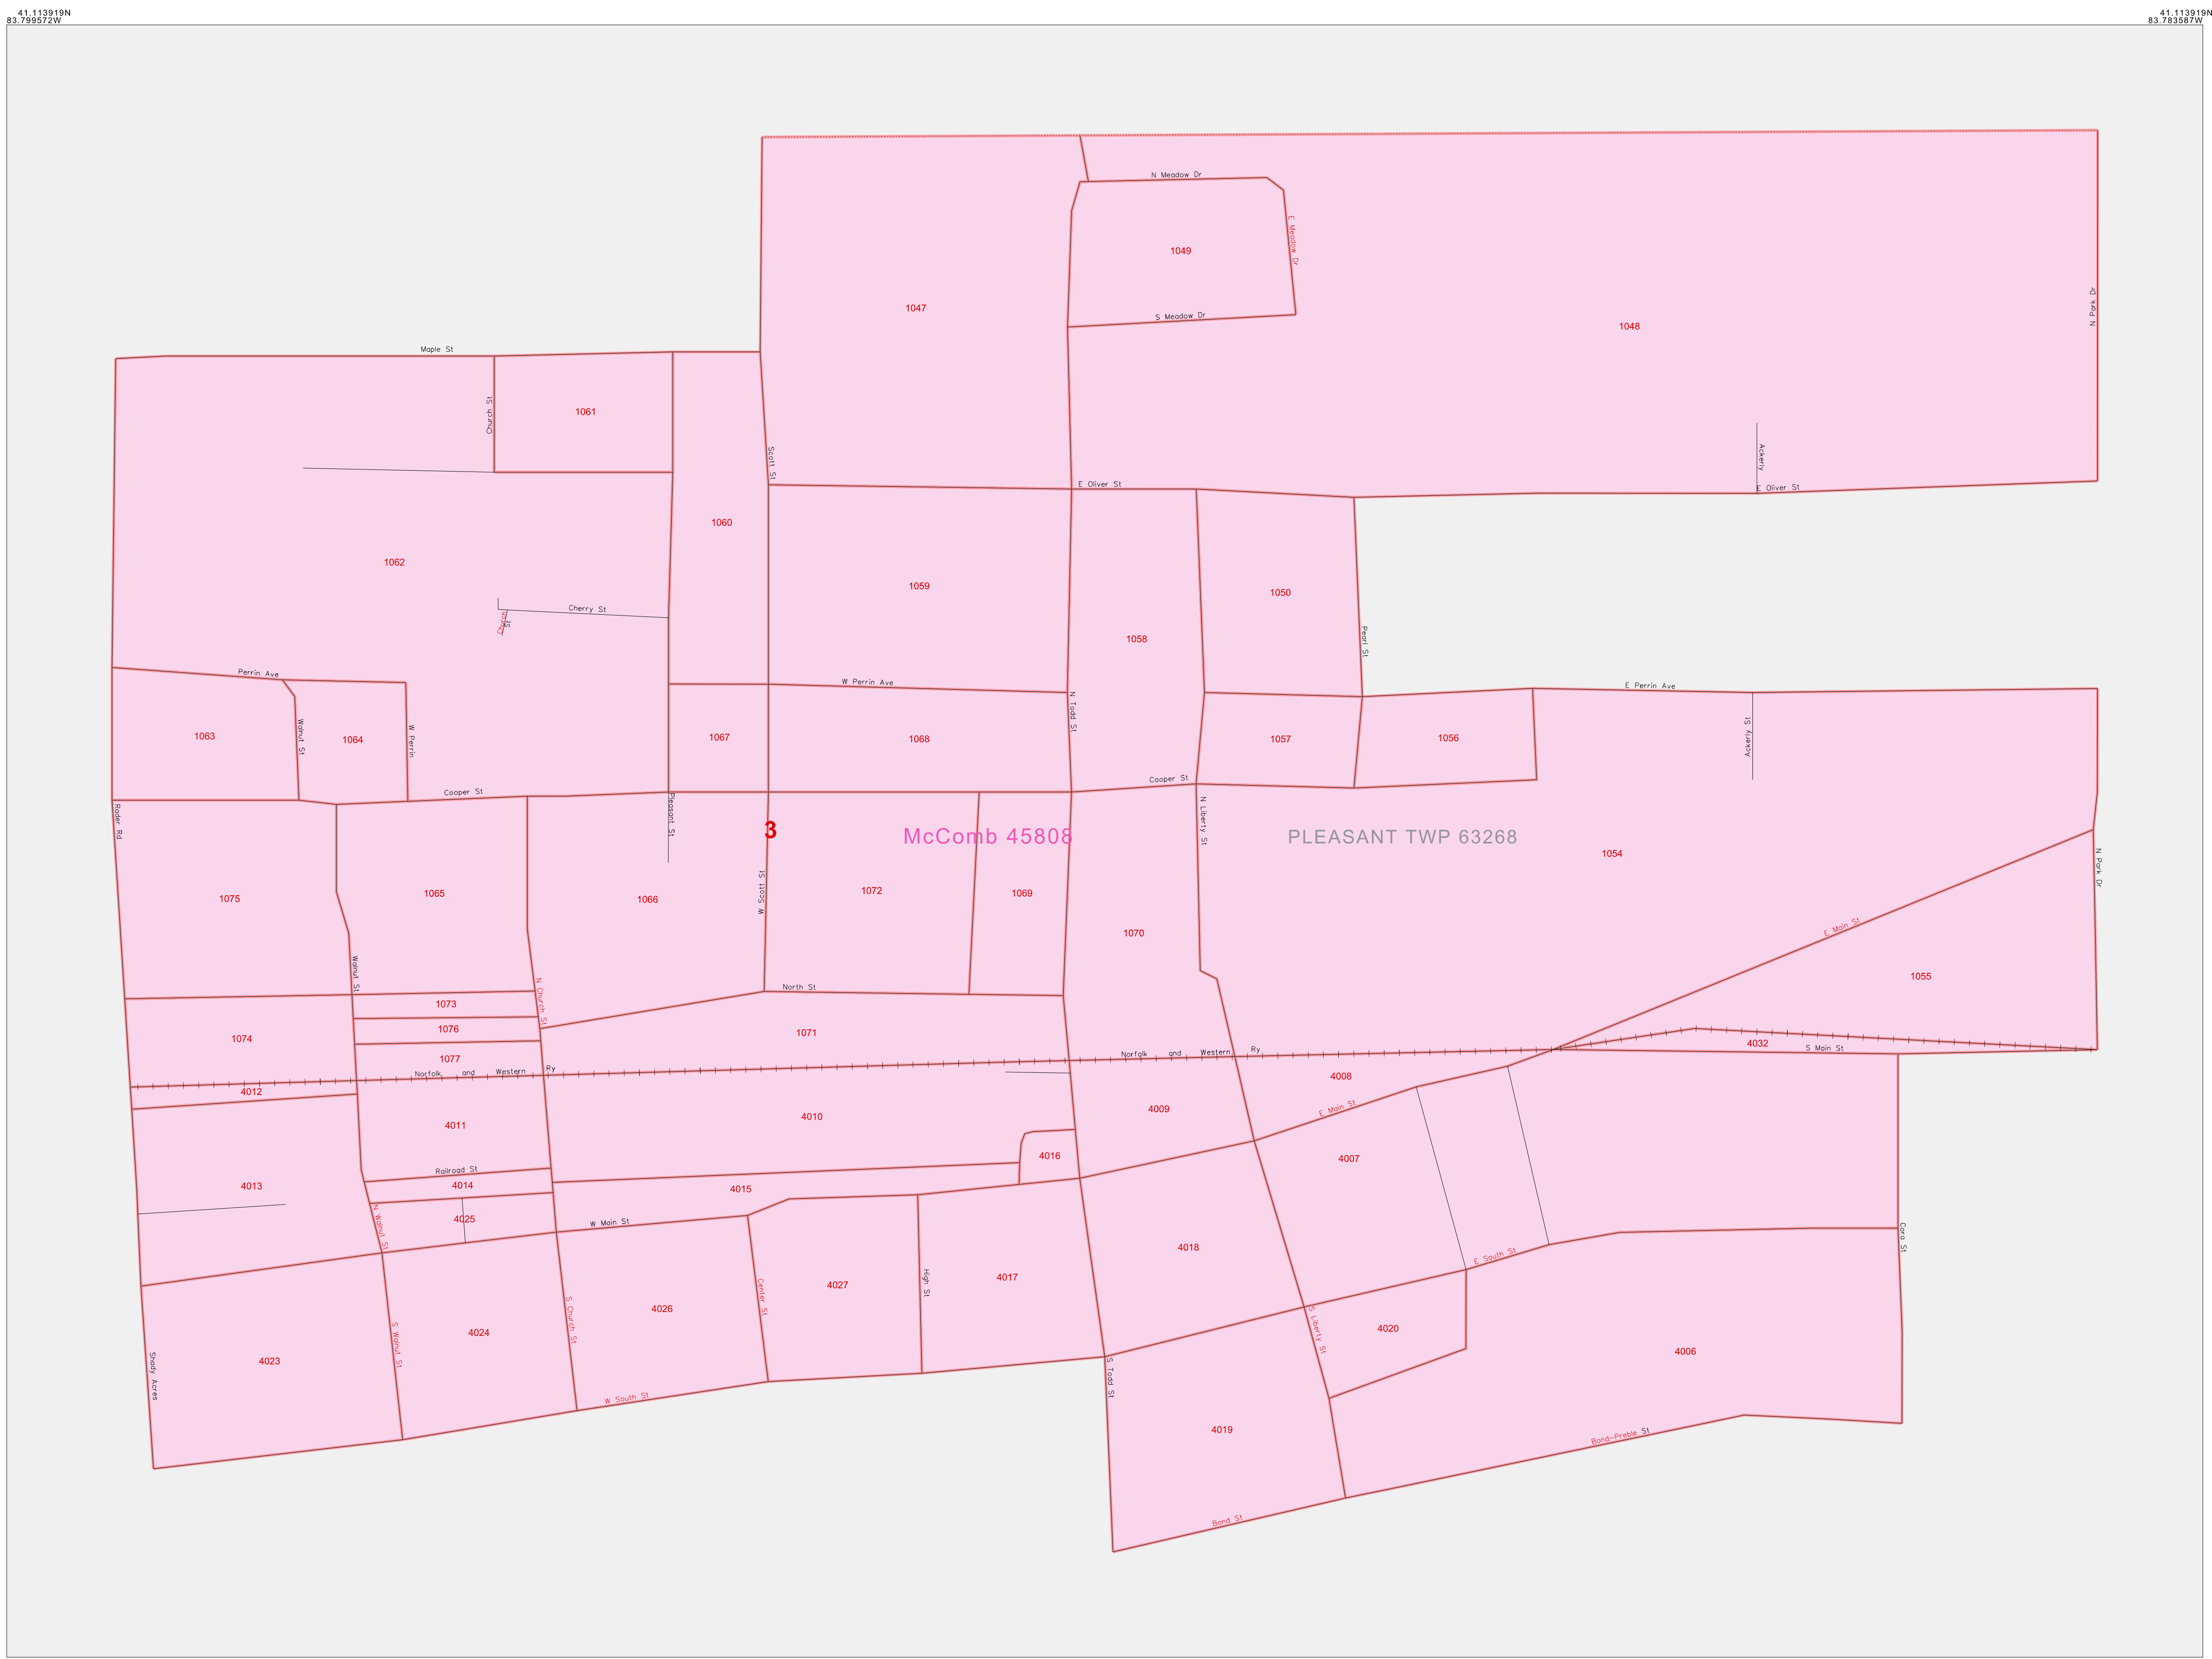 41.113919N
83.799572W
41.113919N
83.783587W
N Meadow Dr
E Meadow Dr
1049
1047
N Park Dr
S Meadow Dr
1048
Maple St
Church St
1061
Scott St
Ackerly
E Oliver St
E Oliver St
1060
1062
1059
1050
Cherry St
Church
St
1058
Pearl St
Perrin Ave
W Perrin Ave
E Perrin Ave
N Todd St
1063
Walnut St
1064
W Perrin
1067
1068
1057
1056
Ackerly St
Cooper St
Cooper St
Rader Rd
Pleasant St
3
McComb 45808
PLEASANT TWP 63268
N Liberty St
1054
N Park Dr
1075
1065
1066
W Scott St
1072
1069
1070
E Main St
Walnut St
1055
North St
N Church St
1073
1076
1071
1074
1077
4032
S Main St
Norfolk and Western Ry
Norfolk and Western Ry
4008
4012
4011
4010
4009
E Main St
4016
4007
Railroad St
4014
4013
4015
4025
N Walnut St
W Main St
4018
Coro St
E South St
4017
4027
High St
Center St
4026
S Church St
4024
S Walnut St
4023
Shady Acres
S Liberty St
4020
4006
S Todd St
W South St
4019
Bond-Preble St
Bond St